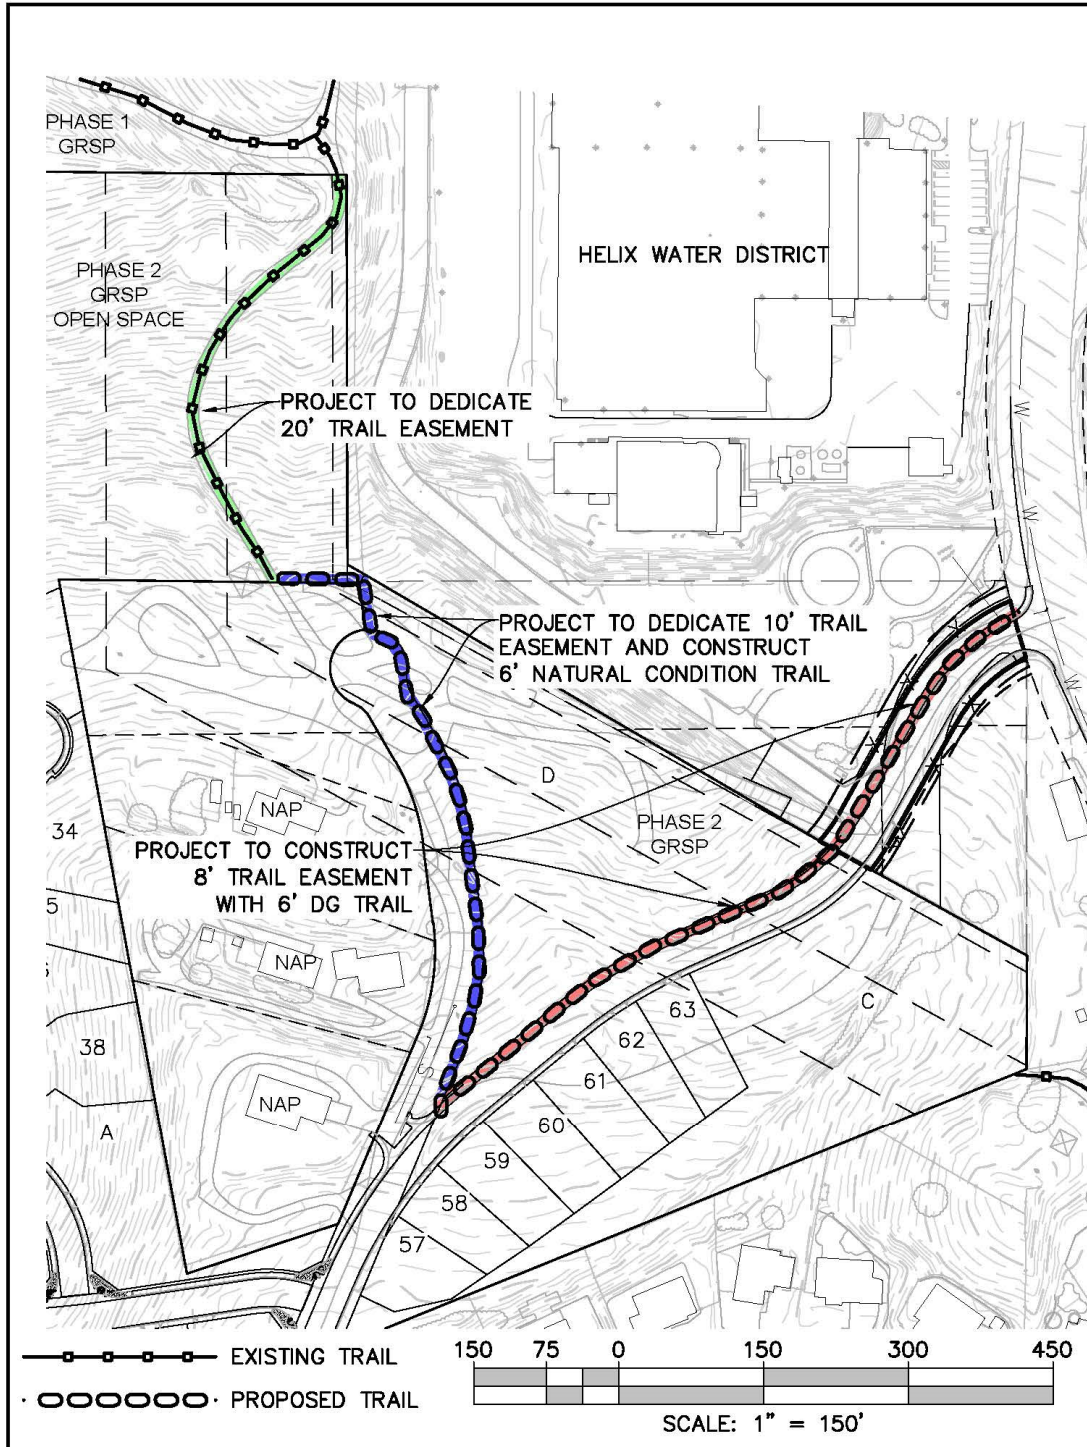 PHASE 1
GRSP
HELIX WATER DISTRICT
PHASE 2
GRSP
OPEN SPACE
PROJECT TO DEDICATE
20' TRAIL EASEMENT
W
W
W
PROJECT TO DEDICATE 10' TRAIL
EASEMENT AND CONSTRUCT
6' NATURAL CONDITION TRAIL
D
NAP
PHASE 2
GRSP
34
PROJECT TO CONSTRUCT
8' TRAIL EASEMENT
WITH 6' DG TRAIL
5
NAP
C
63
62
38
61
S
NAP
60
A
59
58
57
EXISTING TRAIL
PROPOSED TRAIL
150 75 0 150 300 450
SCALE: 1" = 150'